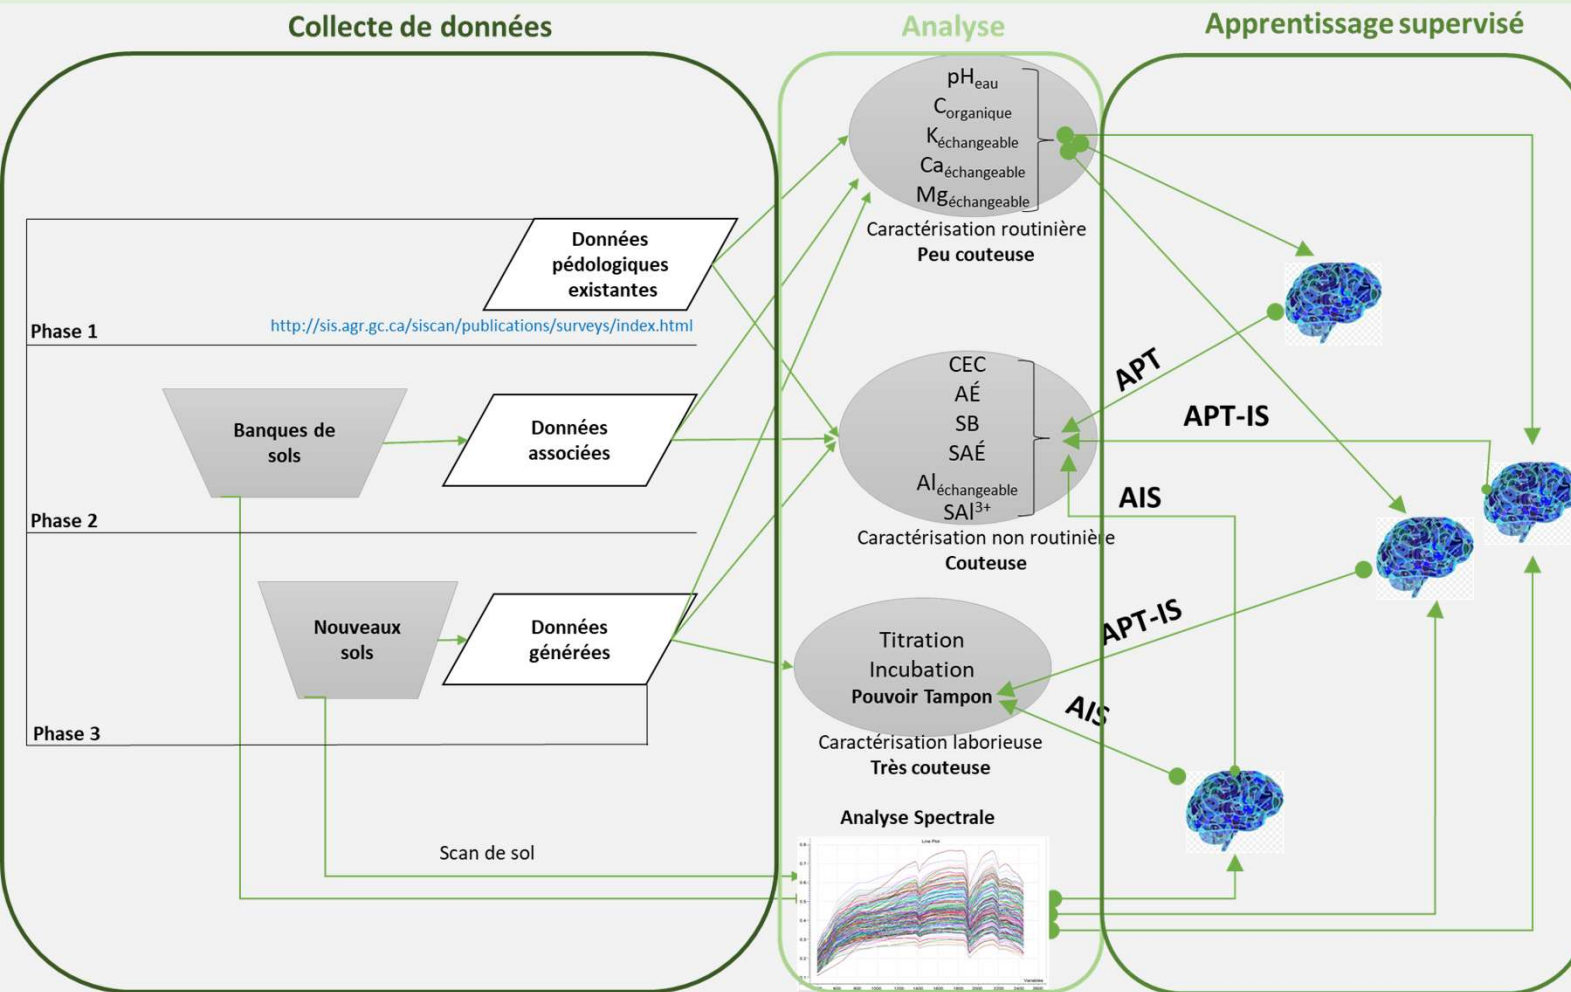 Collecte de données
Analyse
Apprentissage supervisé
Données
pédologiques
existantes
Phase 1
http://sis.agr.gc.ca/siscan/publications/surveys/index.html
Banques de
sols
Données
associées
Phase 2
Nouveaux
sols
Données
générées
Phase 3
Scan de sol
pHeau
Corganique
Kéchangeable
Caéchangeable
Mgéchangeable
Caractérisation routinière
Peu couteuse
CEC
AÉ
SB
SAÉ
Aléchangeable
SAl3+
Caractérisation non routinière
Couteuse
Titration
Incubation
Pouvoir Tampon
Caractérisation laborieuse
Très couteuse
Analyse Spectrale
Line Plot
Variables
APT
APT-IS
AIS
APT-IS
AIS